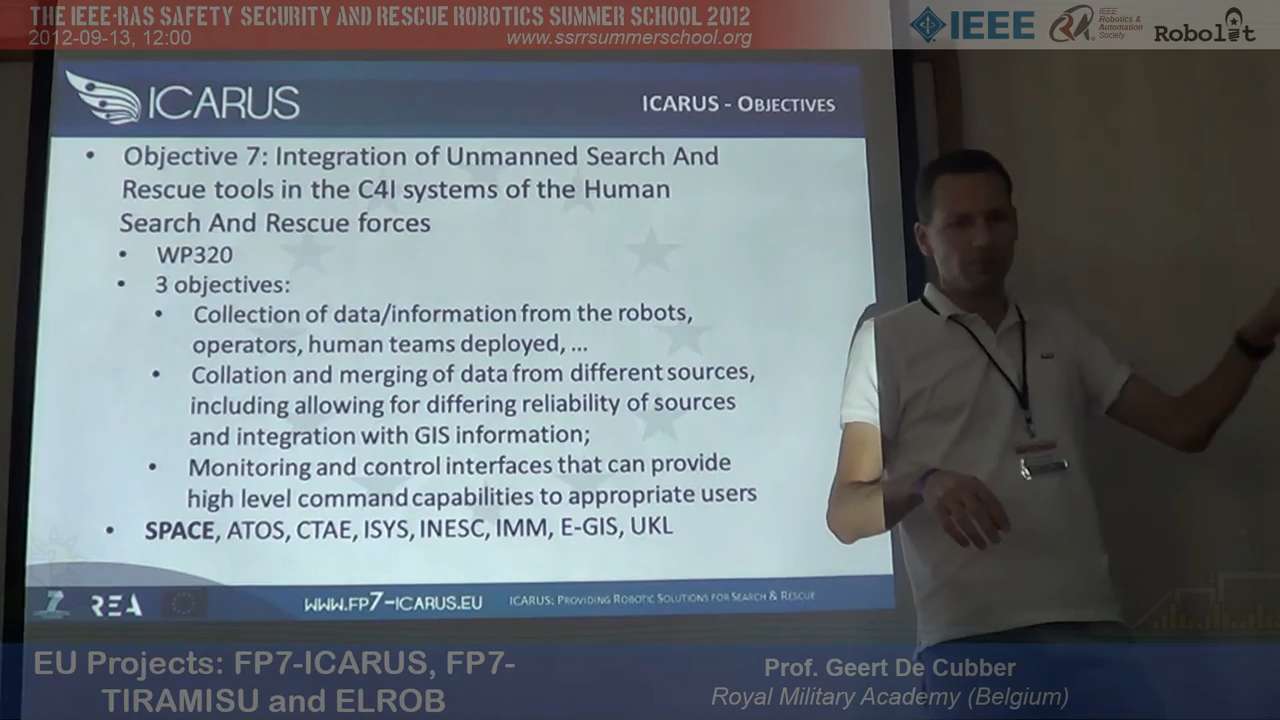 THE IEEE-RAS SAFETY SECURITY AND RESCUE ROBOTICS SUMMER SCHOOL 2012
2012-09-13, 12:00
www.ssrrsummerschool.org
IEEE
IEEE
Robotics &
Automation
Society
RA
Robolit
ICARUS
ICARUS - OBJECTIVES
• Objective 7: Integration of Unmanned Search And
Rescue tools in the C4I systems of the Human
Search And Rescue forces
• WP320
• 3 objectives:
• Collection of data/information from the robots,
operators, human teams deployed, ...
• Collation and merging of data from different sources,
including allowing for differing reliability of sources
and integration with GIS information;
• Monitoring and control interfaces that can provide
high level command capabilities to appropriate users
• SPACE, ATOS, CTAE, ISYS, INESC, IMM, E-GIS, UKL
7
REA
WWW.FP7-ICARUS.EU
ICARUS: PROVIDING ROBOTIC SOLUTIONS FOR SEARCH & RESCUE
EU Projects: FP7-ICARUS, FP7-
TIRAMISU and ELROB
Prof. Geert De Cubber
Royal Military Academy (Belgium)